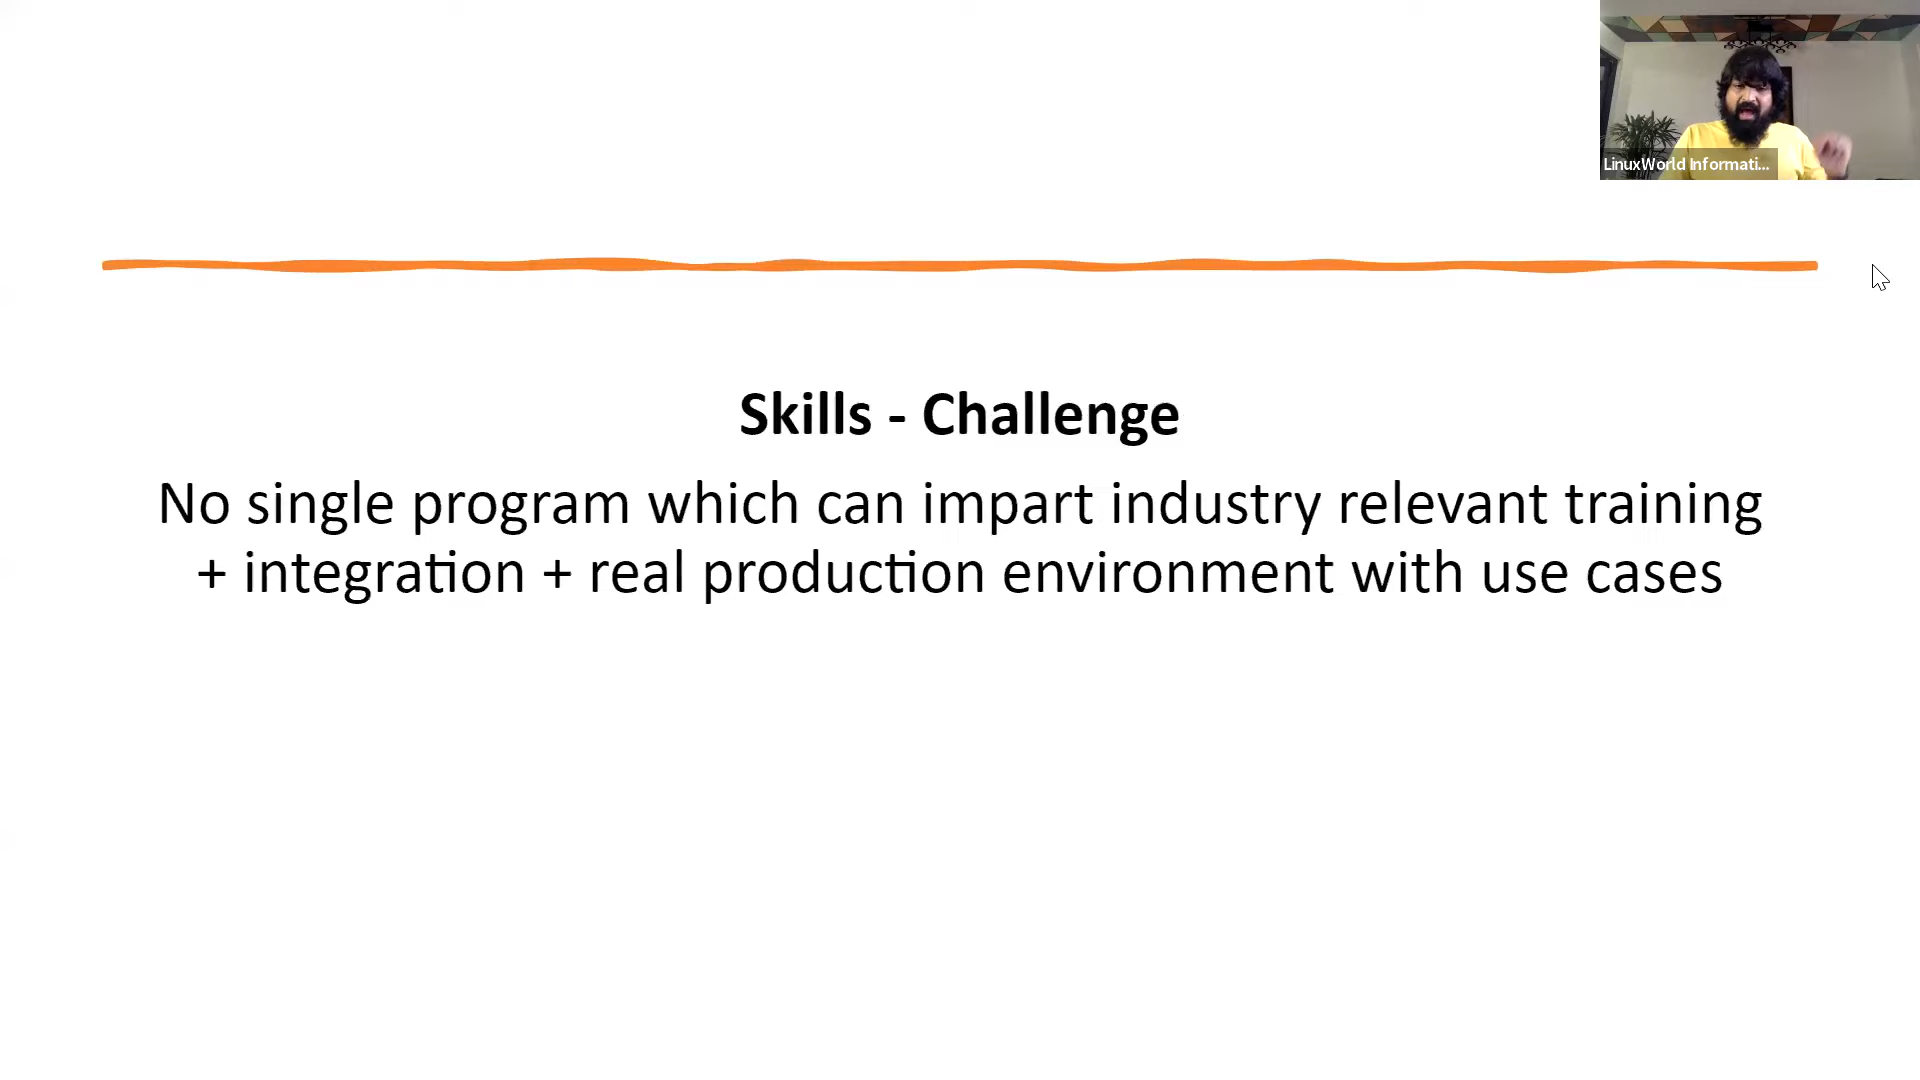 LinuxWorld Informati...
Skills - Challenge
No single program which can impart industry relevant training
+ integration + real production environment with use cases